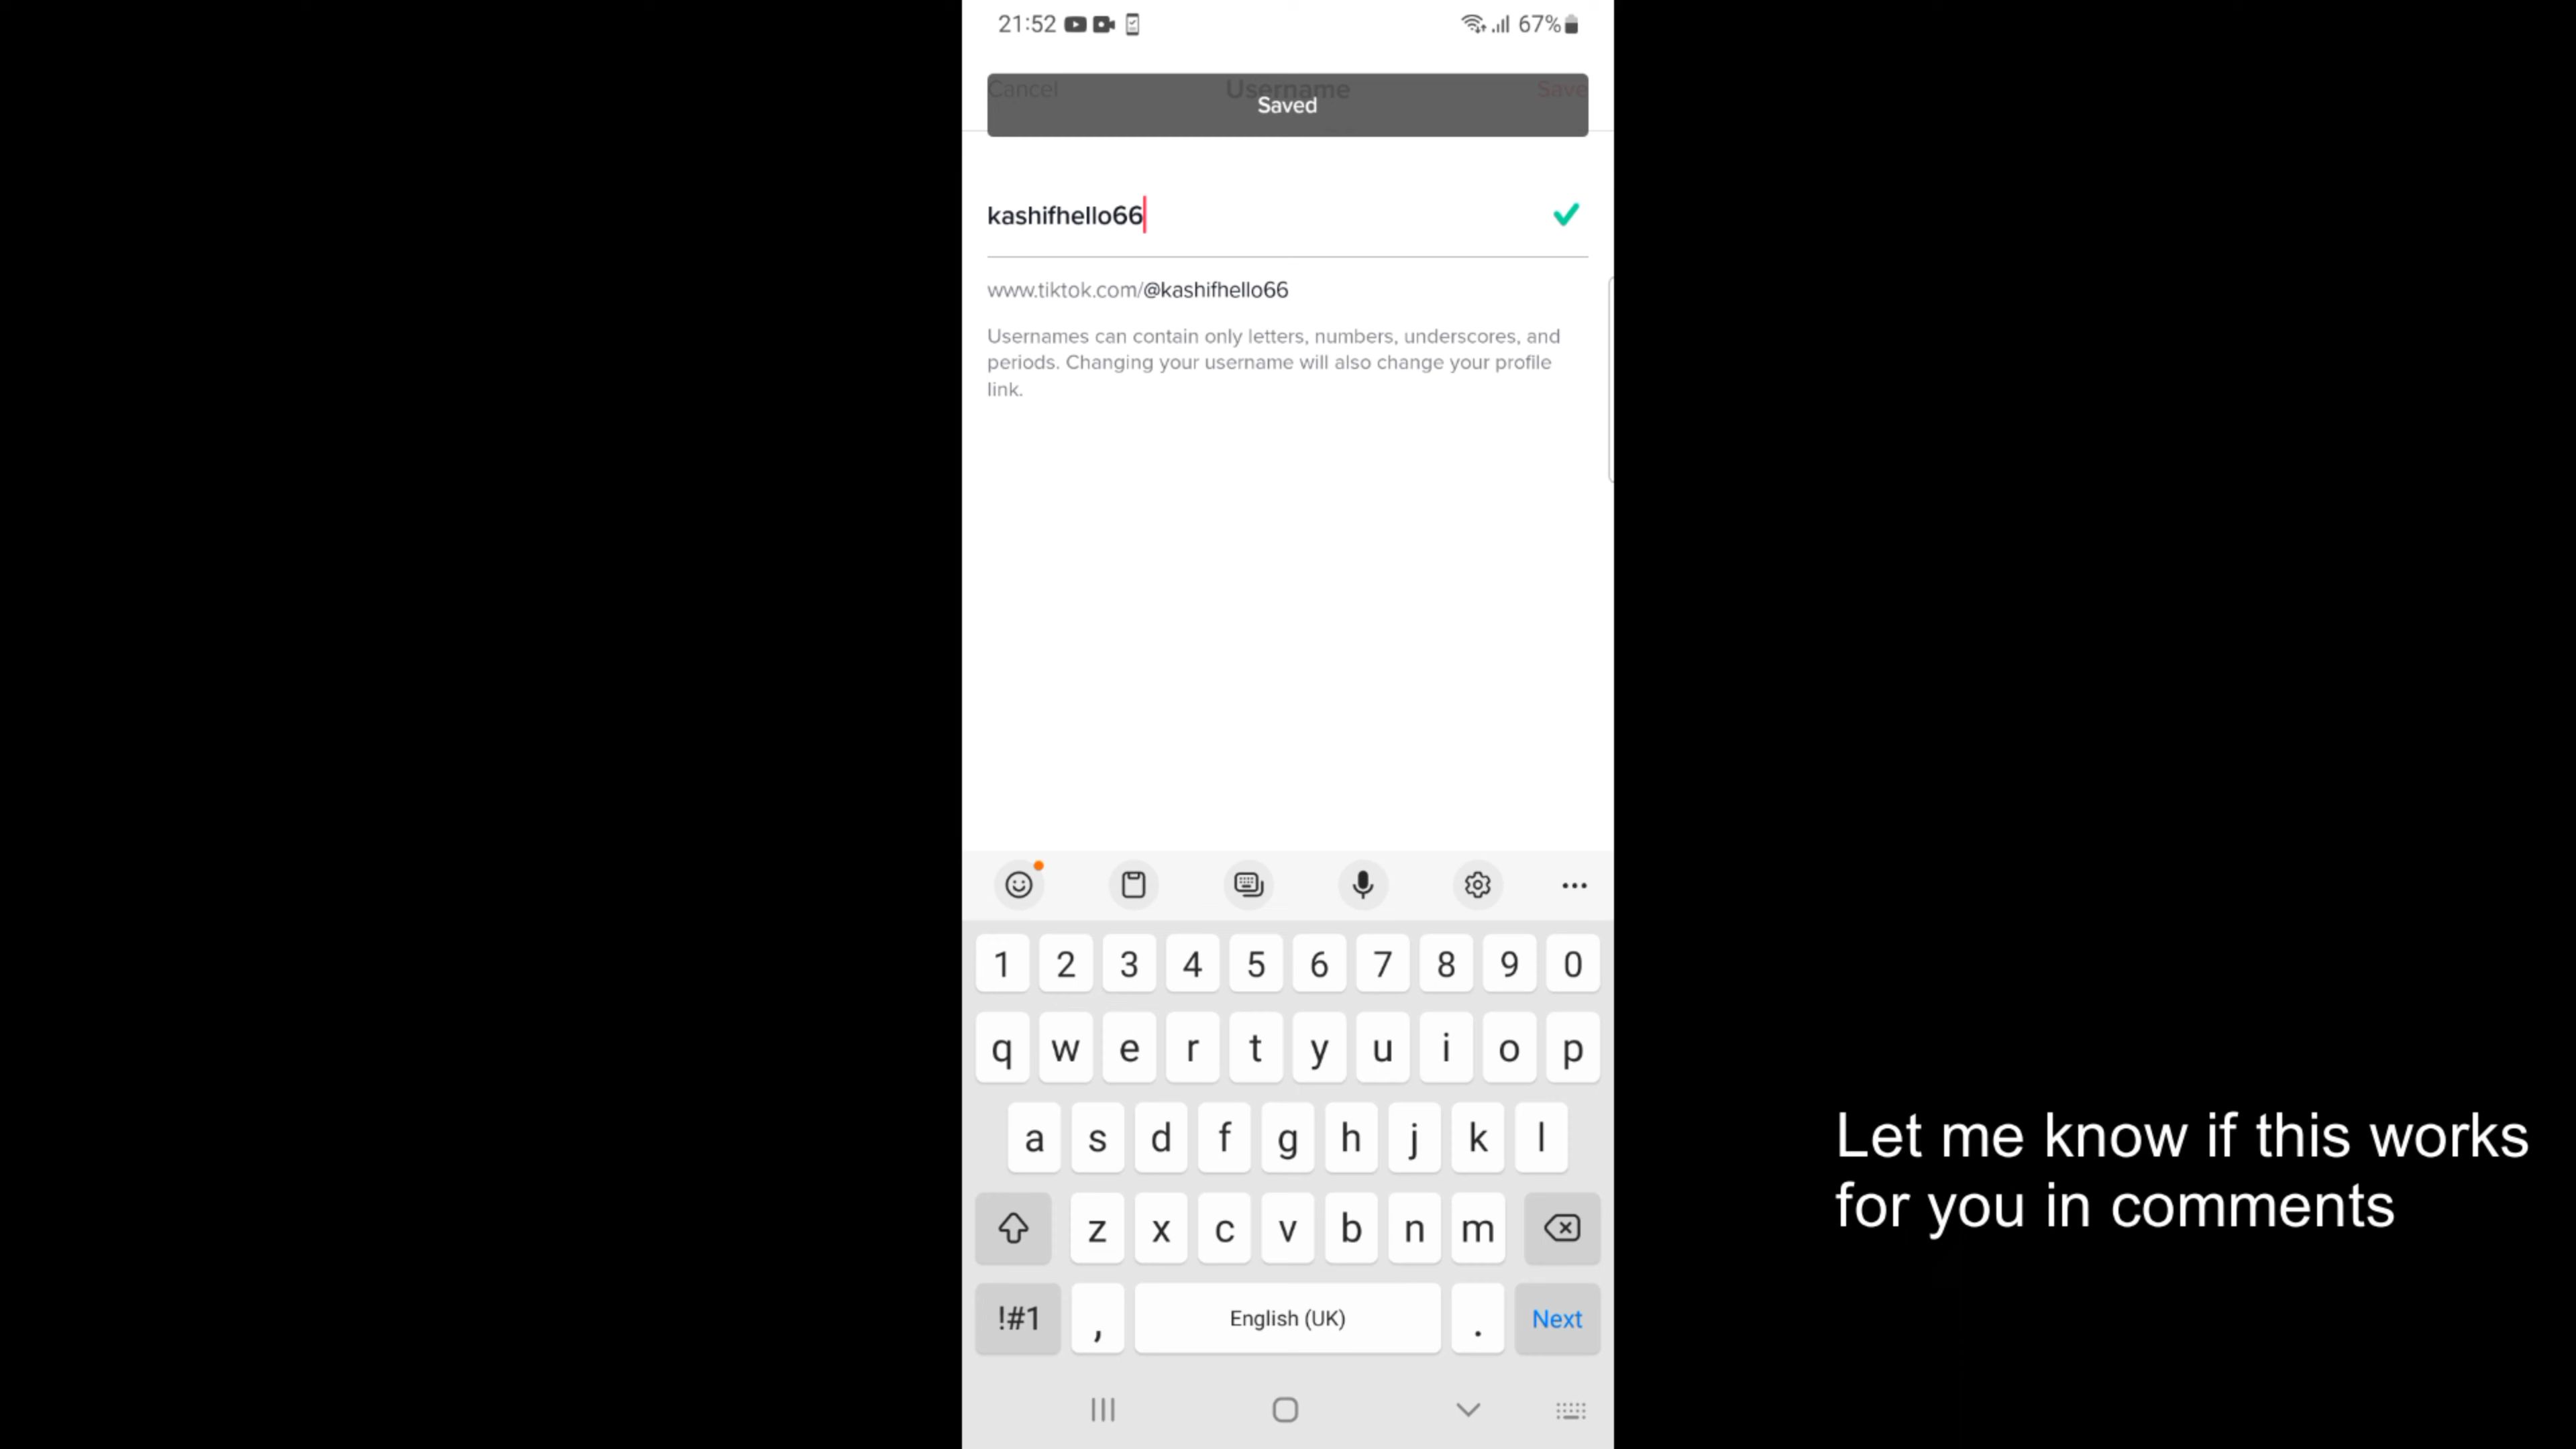 21:52
67%
Cancel Username Save
Saved
kashifhello66
www.tiktok.com/@kashifhello66
Usernames can contain only letters, numbers, underscores, and
periods. Changing your username will also change your profile
link.
1 2 3 4 5 6 7 8 9 0
q w e r t y u i o p
a s d f g h j k l
z x c v b n m
!#1 , English (UK) . Next
Let me know if this works
for you in comments